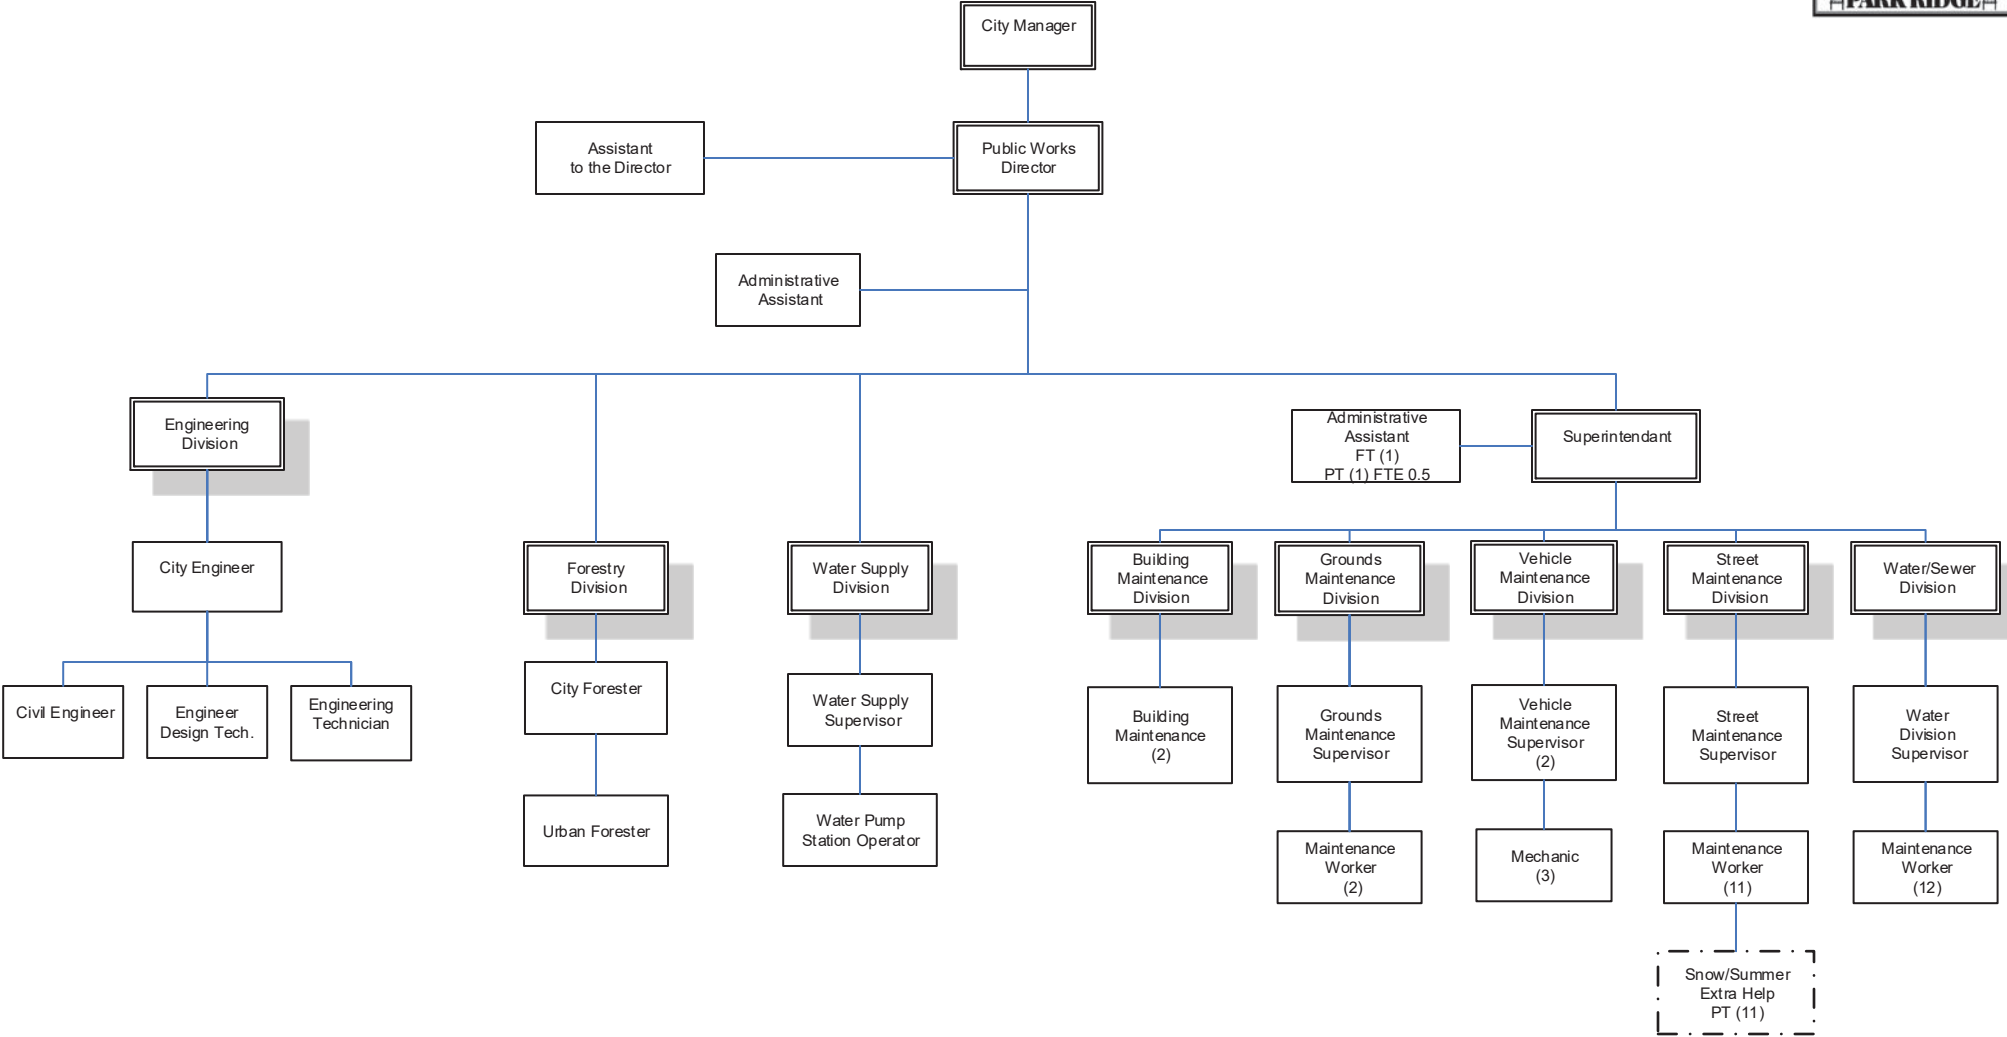 PARK RIDGE
City Manager
Assistant
to the Director
Public Works
Director
Administrative
Assistant
Engineering
Division
Administrative
Assistant
FT (1)
PT (1) FTE 0.5
Superintendant
City Engineer
Forestry
Division
Water Supply
Division
Building
Maintenance
Division
Grounds
Maintenance
Division
Vehicle
Maintenance
Division
Street
Maintenance
Division
Water/Sewer
Division
Civil Engineer
Engineer
Design Tech.
Engineering
Technician
City Forester
Water Supply
Supervisor
Building
Maintenance
(2)
Grounds
Maintenance
Supervisor
Vehicle
Maintenance
Supervisor
(2)
Street
Maintenance
Supervisor
Water
Division
Supervisor
Urban Forester
Water Pump
Station Operator
Maintenance
Worker
(2)
Mechanic
(3)
Maintenance
Worker
(11)
Maintenance
Worker
(12)
Snow/Summer
Extra Help
PT (11)